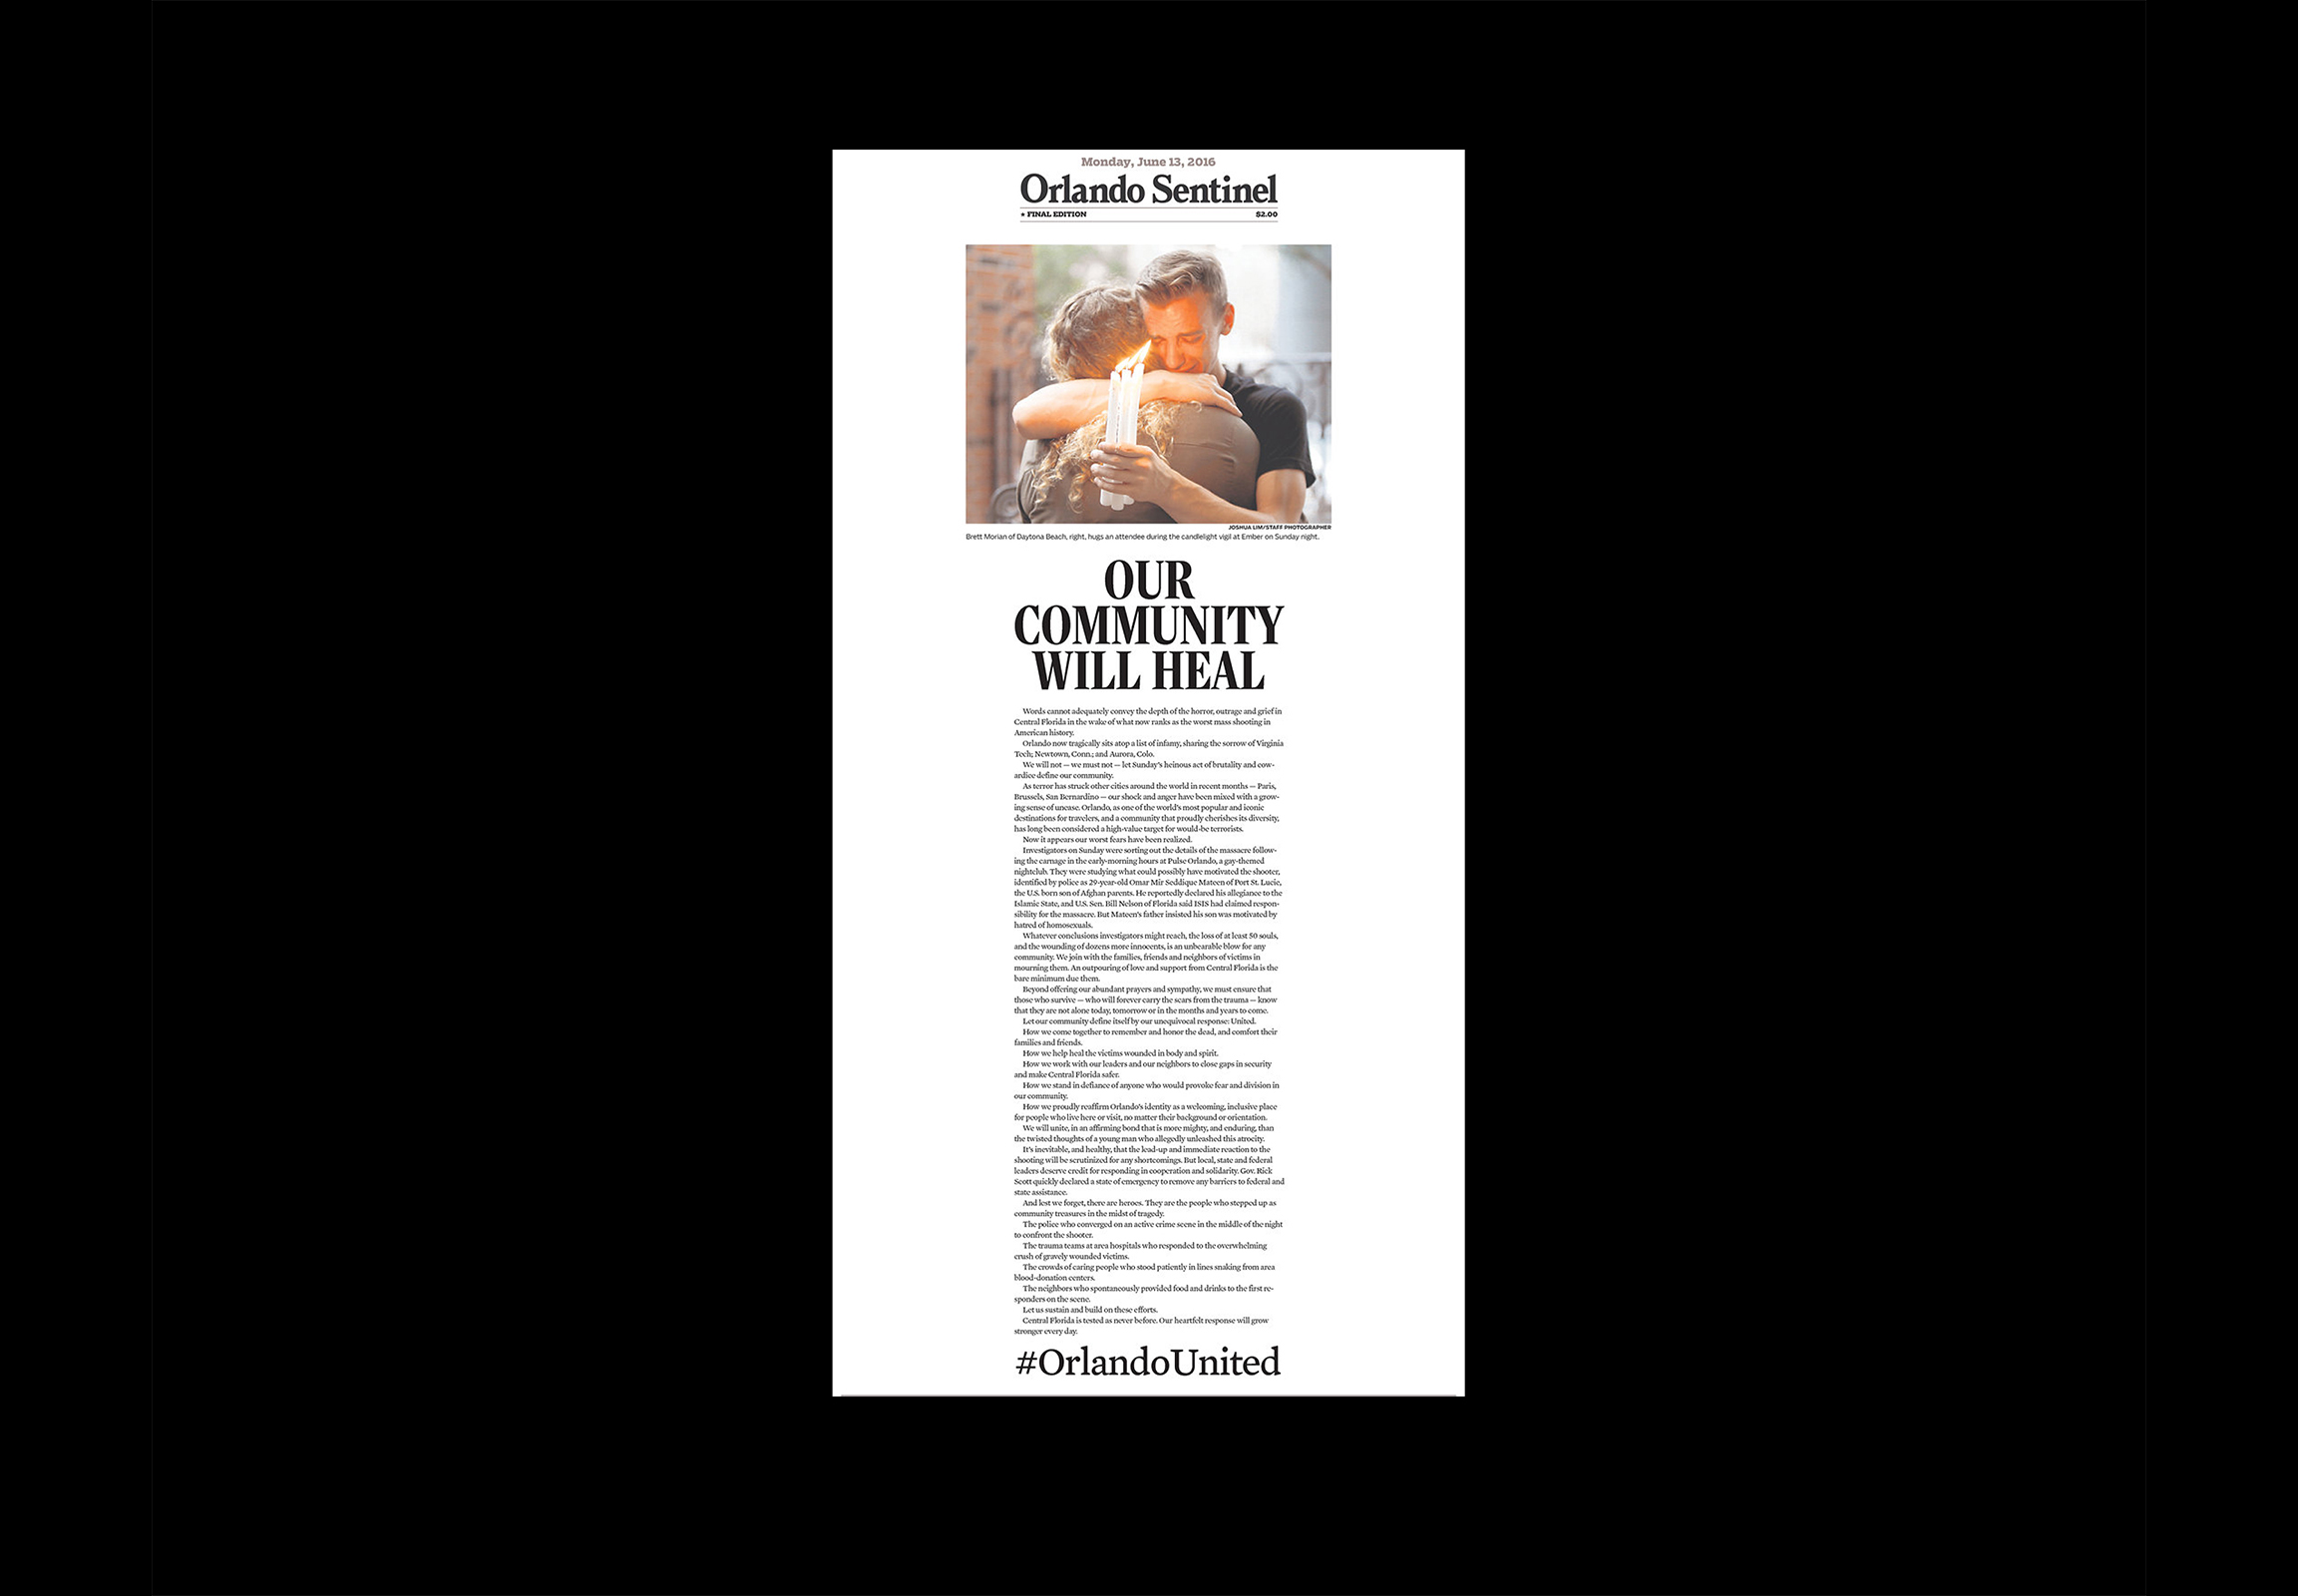 Monday, June 13, 2016
Orlando Sentinel
★ FINAL EDITION $2.00
JOSHUA LIM/STAFF PHOTOGRAPHER
Brett Morian of Daytona Beach, right, hugs an attendee during the candlelight vigil at Ember on Sunday night.
OUR
COMMUNITY
WILL HEAL
Words cannot adequately convey the depth of the horror, outrage and grief in
Central Florida in the wake of what now ranks as the worst mass shooting in
American history.
Orlando now tragically sits atop a list of infamy, sharing the sorrow of Virginia
Tech; Newtown, Conn.; and Aurora, Colo.
We will not — we must not — let Sunday's heinous act of brutality and cow-
ardice define our community.
As terror has struck other cities around the world in recent months — Paris,
Brussels, San Bernardino — our shock and anger have been mixed with a grow-
ing sense of unease. Orlando, as one of the world's most popular and iconic
destinations for travelers, and a community that proudly cherishes its diversity,
has long been considered a high-value target for would-be terrorists.
Now it appears our worst fears have been realized.
Investigators on Sunday were sorting out the details of the massacre follow-
ing the carnage in the early-morning hours at Pulse Orlando, a gay-themed
nightclub. They were studying what could possibly have motivated the shooter,
identified by police as 29-year-old Omar Mir Seddique Mateen of Port St. Lucie,
the U.S. born son of Afghan parents. He reportedly declared his allegiance to the
Islamic State, and U.S. Sen. Bill Nelson of Florida said ISIS had claimed respon-
sibility for the massacre. But Mateen's father insisted his son was motivated by
hatred of homosexuals.
Whatever conclusions investigators might reach, the loss of at least 50 souls,
and the wounding of dozens more innocents, is an unbearable blow for any
community. We join with the families, friends and neighbors of victims in
mourning them. An outpouring of love and support from Central Florida is the
bare minimum due them.
Beyond offering our abundant prayers and sympathy, we must ensure that
those who survive — who will forever carry the scars from the trauma — know
that they are not alone today, tomorrow or in the months and years to come.
Let our community define itself by our unequivocal response: United.
How we come together to remember and honor the dead, and comfort their
families and friends.
How we help heal the victims wounded in body and spirit.
How we work with our leaders and our neighbors to close gaps in security
and make Central Florida safer.
How we stand in defiance of anyone who would provoke fear and division in
our community.
How we proudly reaffirm Orlando's identity as a welcoming, inclusive place
for people who live here or visit, no matter their background or orientation.
We will unite, in an affirming bond that is more mighty, and enduring, than
the twisted thoughts of a young man who allegedly unleashed this atrocity.
It's inevitable, and healthy, that the lead-up and immediate reaction to the
shooting will be scrutinized for any shortcomings. But local, state and federal
leaders deserve credit for responding in cooperation and solidarity. Gov. Rick
Scott quickly declared a state of emergency to remove any barriers to federal and
state assistance.
And lest we forget, there are heroes. They are the people who stepped up as
community treasures in the midst of tragedy.
The police who converged on an active crime scene in the middle of the night
to confront the shooter.
The trauma teams at area hospitals who responded to the overwhelming
crush of gravely wounded victims.
The crowds of caring people who stood patiently in lines snaking from area
blood-donation centers.
The neighbors who spontaneously provided food and drinks to the first re-
sponders on the scene.
Let us sustain and build on these efforts.
Central Florida is tested as never before. Our heartfelt response will grow
stronger every day.
#OrlandoUnited